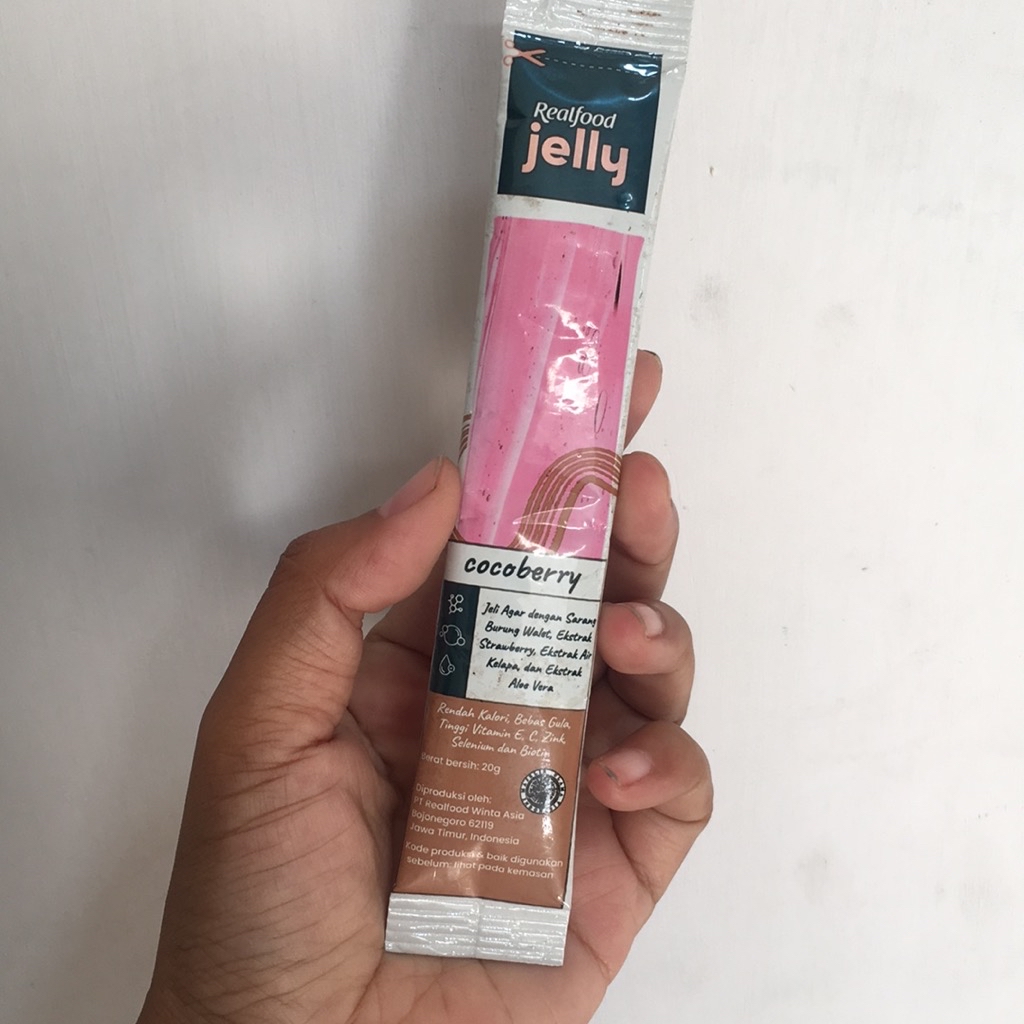 Realfood
jelly
cocoberry
Jeli Agar dengan Sarang
Burung Walet, Ekstrak
Strawberry, Ekstrak Air
Kelapa, dan Ekstrak
Aloe Vera
Rendah Kalori, Bebas Gula,
Tinggi Vitamin E, C, Zink,
Selenium dan Biotin
Berat bersih: 20g
Diproduksi oleh:
PT Realfood Winta Asia
Bojonegoro 62119
Jawa Timur, Indonesia
Kode produksi & baik digunakan
sebelum: lihat pada kemasan